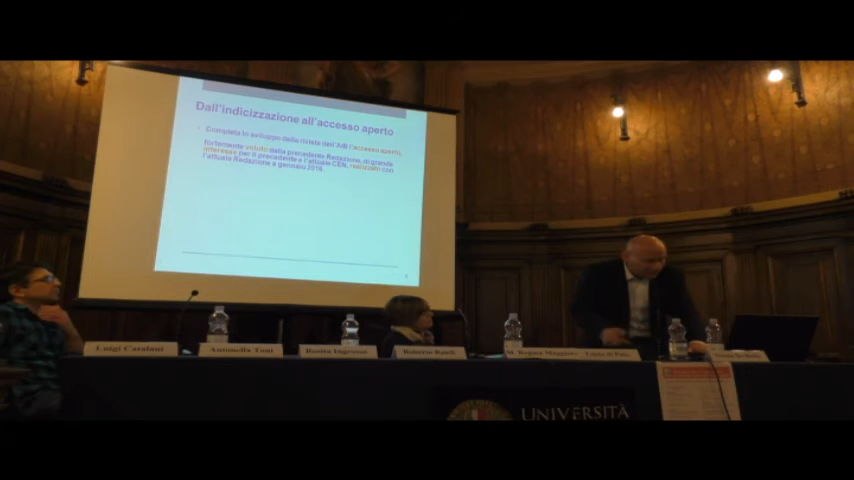 Dall'indicizzazione all'accesso aperto
Completa lo sviluppo della rivista dell'AIB l'accesso aperto,
fortemente voluto dalla precedente Redazione, di grande
interesse per il precedente e l'attuale CEN, realizzato con
l'attuale Redazione a gennaio 2016.
Luigi Catalani
Antonella
Rosita Ingrosso
Roberto Raieli
M. Regina
UNIVERSITÀ